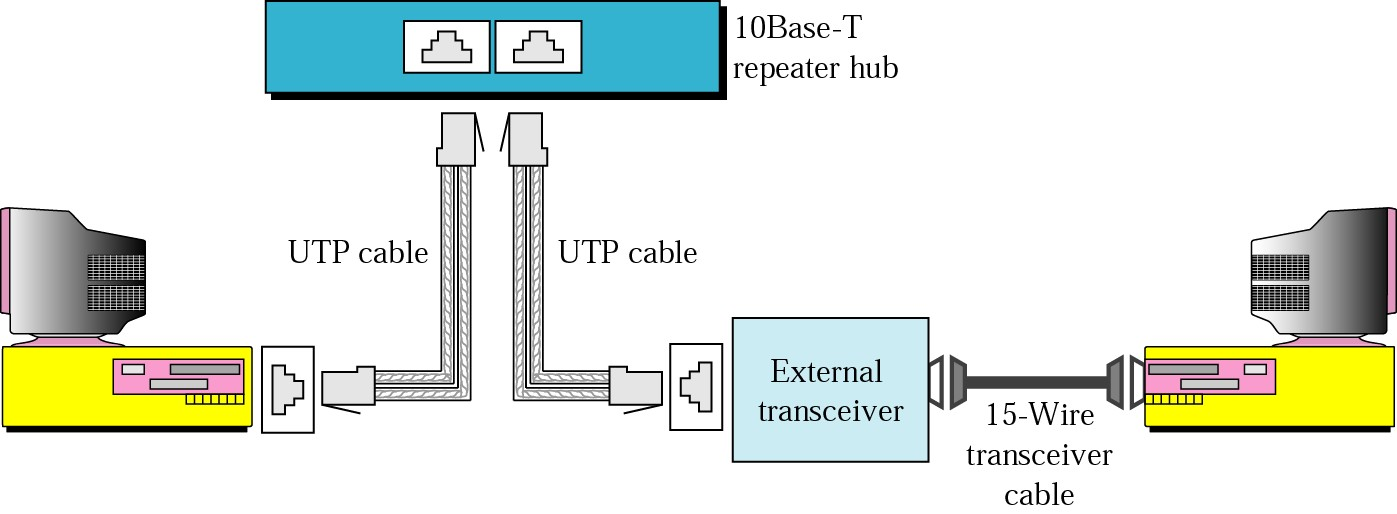 10Base-T
repeater hub
UTP cable
UTP cable
External
transceiver
15-Wire
transceiver
cable